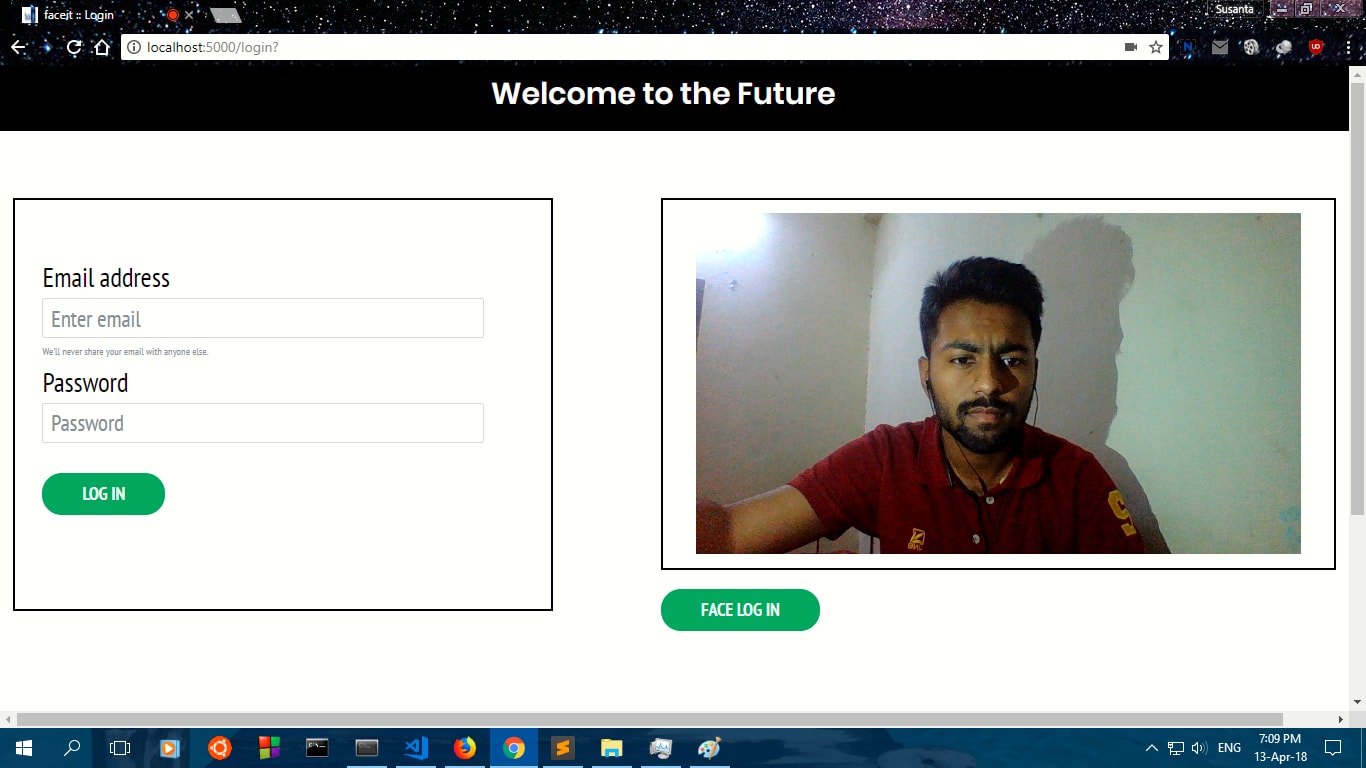 faceit :: Login
Susanta
localhost:5000/login?
Welcome to the Future
Email address
Enter email
We'll never share your email with anyone else.
Password
Password
LOG IN
FACE LOG IN
ENG
7:09 PM
13-Apr-18